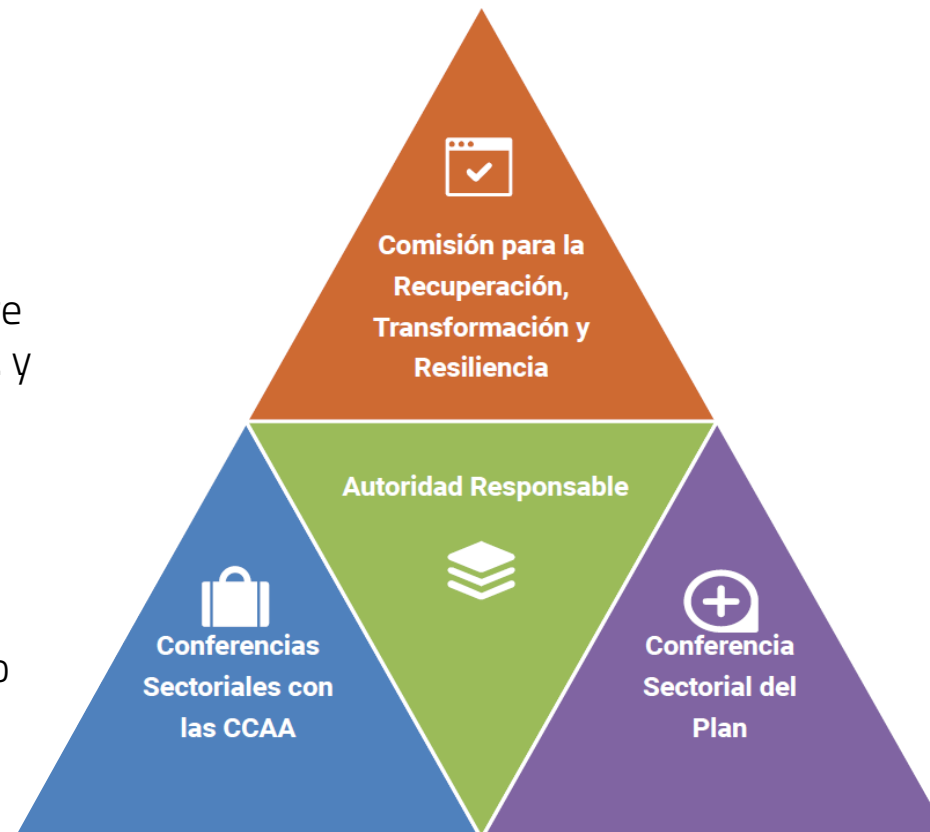 Comisión para la
Recuperación,
Transformación y
Resiliencia
e
y
Autoridad Responsable
Conferencias
Sectoriales con
las CCAA
Conferencia
Sectorial del
Plan
o